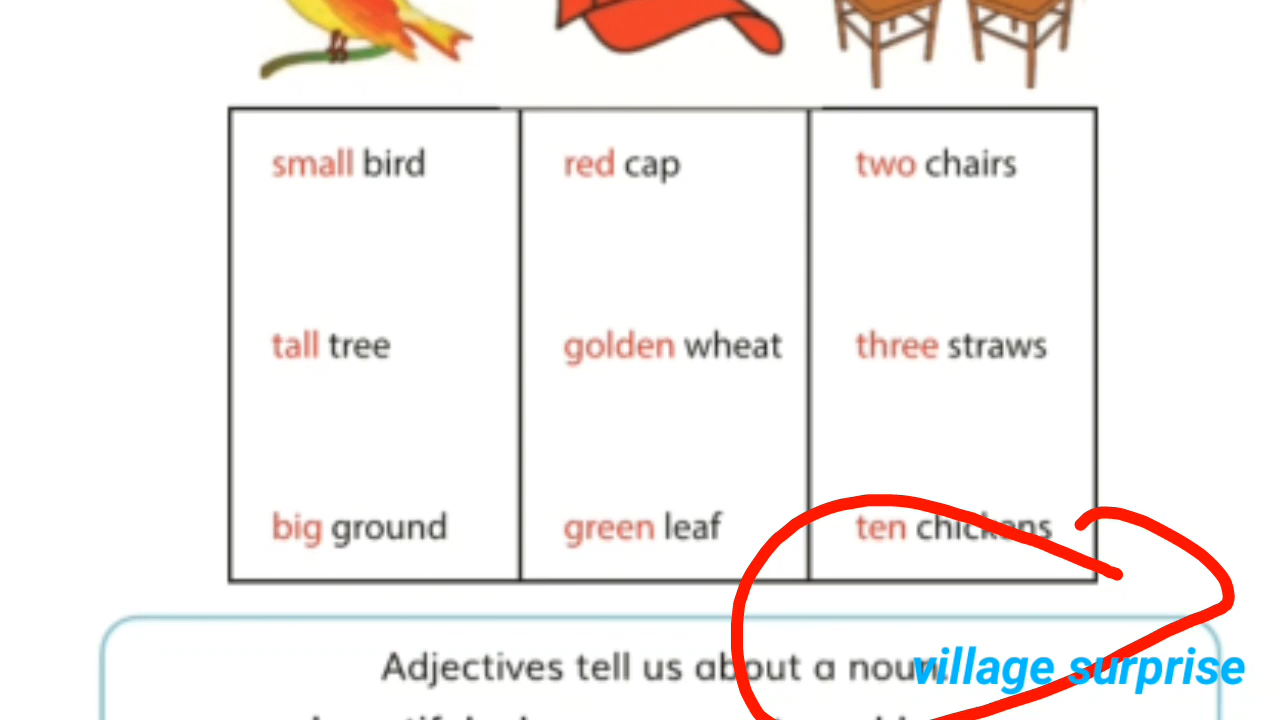 small bird
red cap
two chairs
tall tree
golden wheat
three straws
big ground
green leaf
ten chickens
Adjectives tell us about a noun.
village surprise